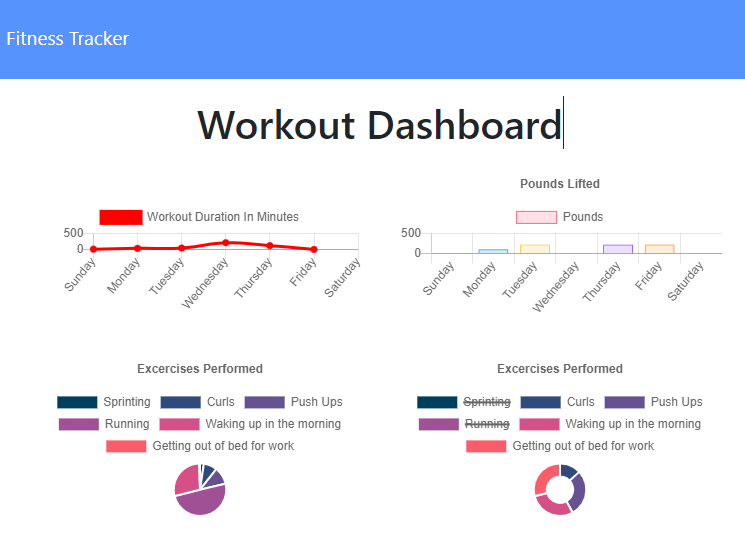 Fitness Tracker
Workout Dashboard
Workout Duration In Minutes
500
0
Sunday
Monday
Tuesday
Wednesday
Thursday
Friday
Saturday
Pounds Lifted
Pounds
500
0
Sunday
Monday
Tuesday
Wednesday
Thursday
Friday
Saturday
Excercises Performed
Sprinting Curls Push Ups
Running Waking up in the morning
Getting out of bed for work
Excercises Performed
Sprinting Curls Push Ups
Running Waking up in the morning
Getting out of bed for work